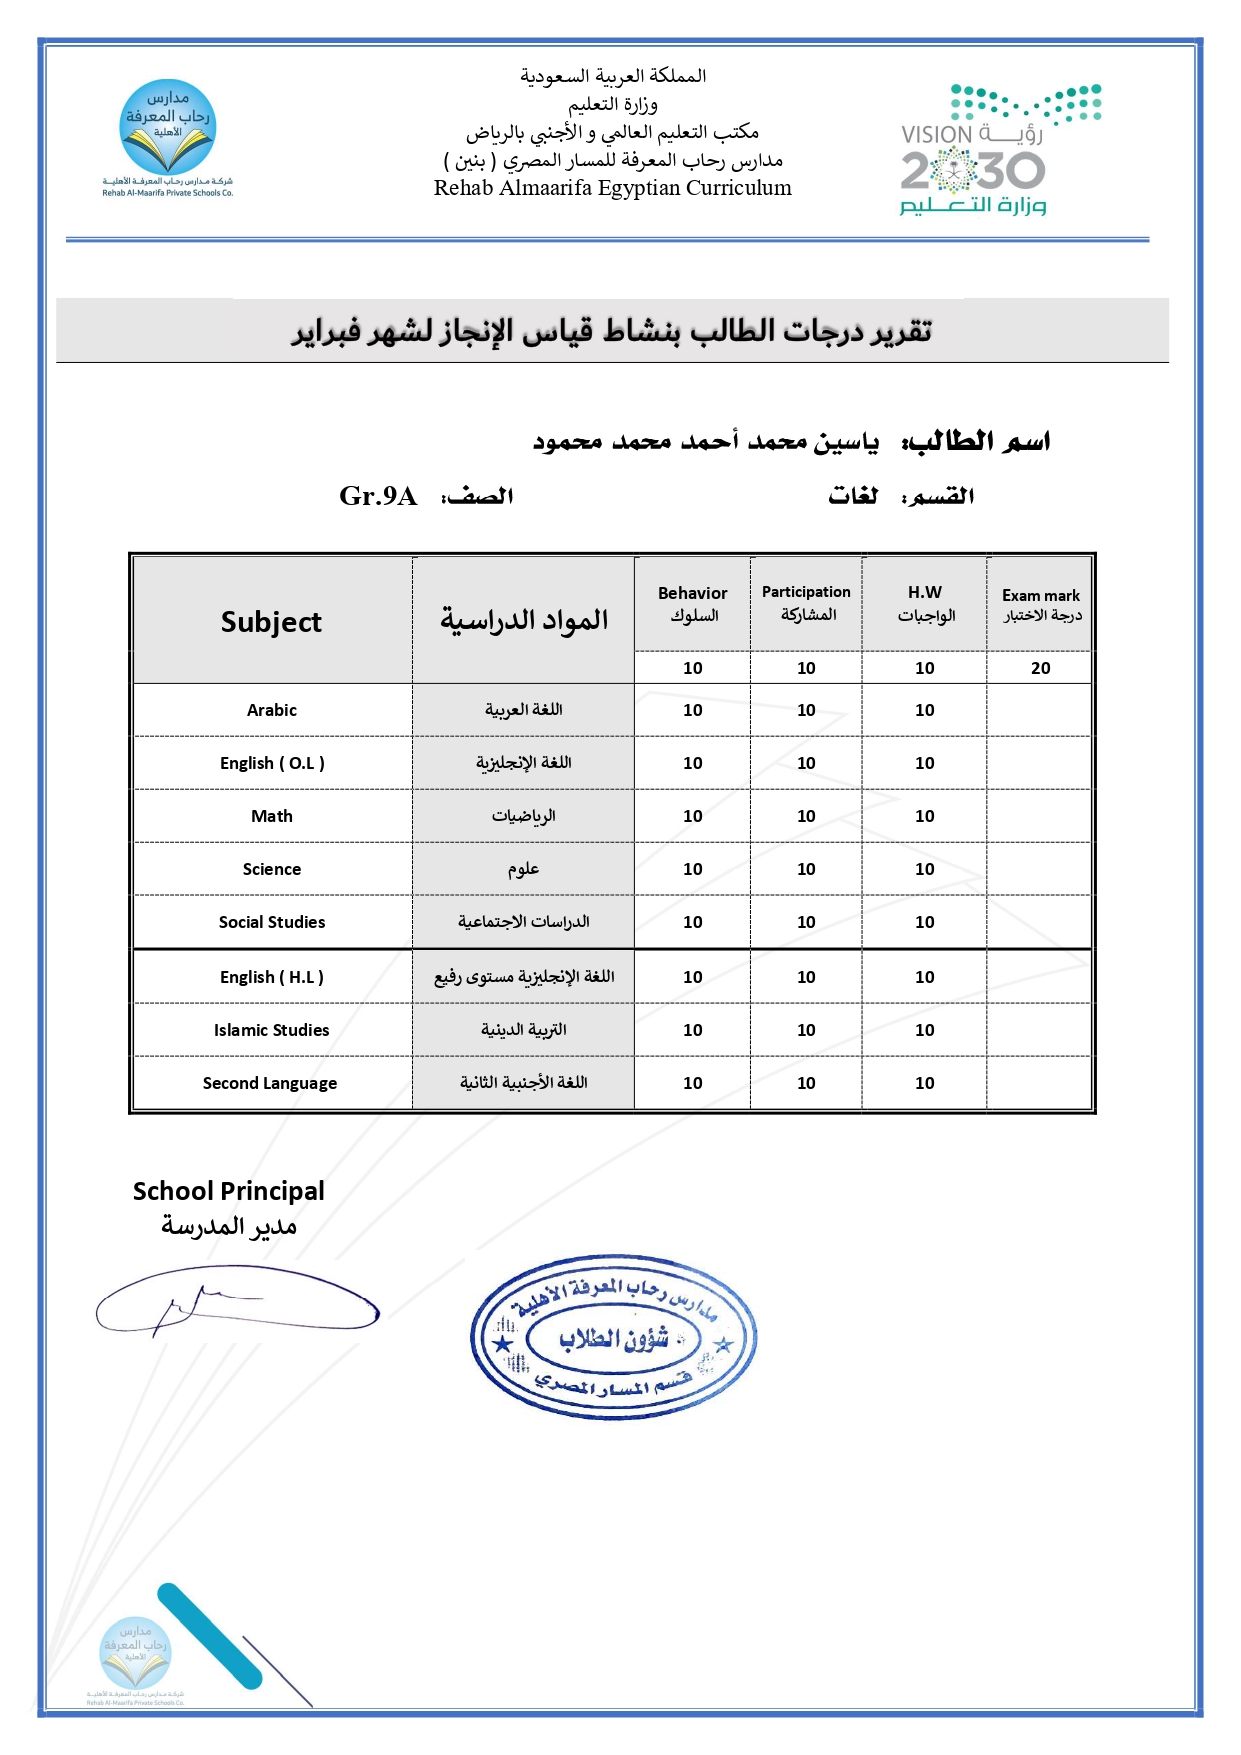 مدارس
رحاب المعرفة
الأهلية
شركة مدارس رحاب المعرفة الأهلية
Rehab Al-Maarifa Private Schools Co.
المملكة العربية السعودية
وزارة التعليم
مكتب التعليم العالمي و الأجنبي بالرياض
مدارس رحاب المعرفة للمسار المصري ( بنين )
Rehab Almaarifa Egyptian Curriculum
VISION رؤيــة
2030
وزارة التعـــليم
تقرير درجات الطالب بنشاط قياس الإنجاز لشهر فبراير
اسم الطالب: ياسين محمد أحمد محمد محمود
القسم: لغات الصف: Gr.9A
Subject المواد الدراسية Behavior Participation H.W Exam mark
السلوك المشاركة الواجبات درجة الاختبار
10 10 10 20
Arabic اللغة العربية 10 10 10
English ( O.L ) اللغة الإنجليزية 10 10 10
Math الرياضيات 10 10 10
Science علوم 10 10 10
Social Studies الدراسات الاجتماعية 10 10 10
English ( H.L ) اللغة الإنجليزية مستوى رفيع 10 10 10
Islamic Studies التربية الدينية 10 10 10
Second Language اللغة الأجنبية الثانية 10 10 10
School Principal
مدير المدرسة
مدارس رحاب المعرفة الأهلية
شؤون الطلاب
قسم المسار المصري
مدارس
رحاب المعرفة
الأهلية
شركة مدارس رحاب المعرفة الأهلية
Rehab Al-Maarifa Private Schools Co.